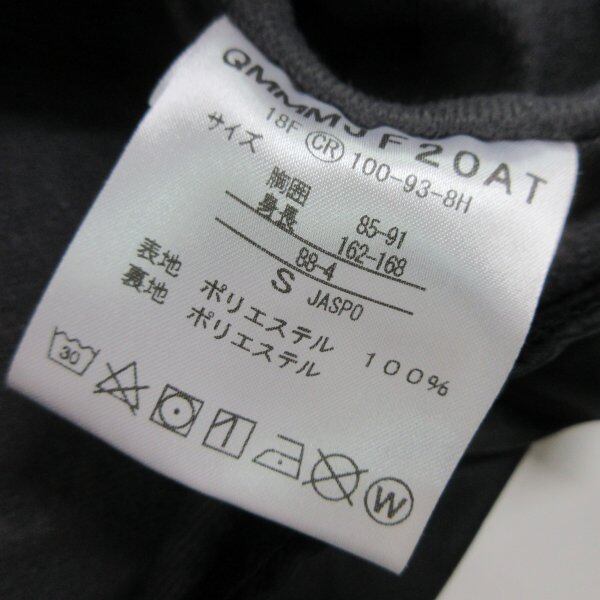 QMMMJF20AT
18F CR 100-93-8H
サイズ
胸囲 85-91
身長 162-168
88-4
S JASPO
表地 ポリエステル 100%
裏地 ポリエステル
30
W